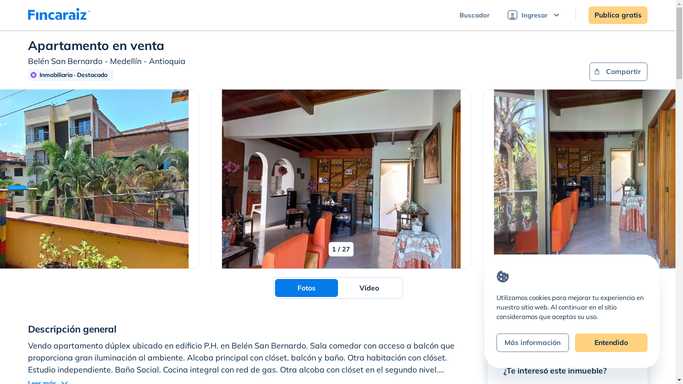 Fincaraiz
Buscador
Ingresar
Publica gratis
Apartamento en venta
Belén San Bernardo - Medellín - Antioquia
Inmobiliaria - Destacado
Compartir
1 / 27
Fotos
Video
Descripción general
Vendo apartamento dúplex ubicado en edificio P.H. en Belén San Bernardo. Sala comedor con acceso a balcón que
proporciona gran iluminación al ambiente. Alcoba principal con clóset, balcón y baño. Otra habitación con clóset.
Estudio independiente. Baño Social. Cocina integral con red de gas. Otra alcoba con clóset en el segundo nivel....
Leer más
Utilizamos cookies para mejorar tu experiencia en
nuestro sitio web. Al continuar en el sitio
consideramos que aceptas su uso.
Más información
Entendido
¿Te interesó este inmueble?